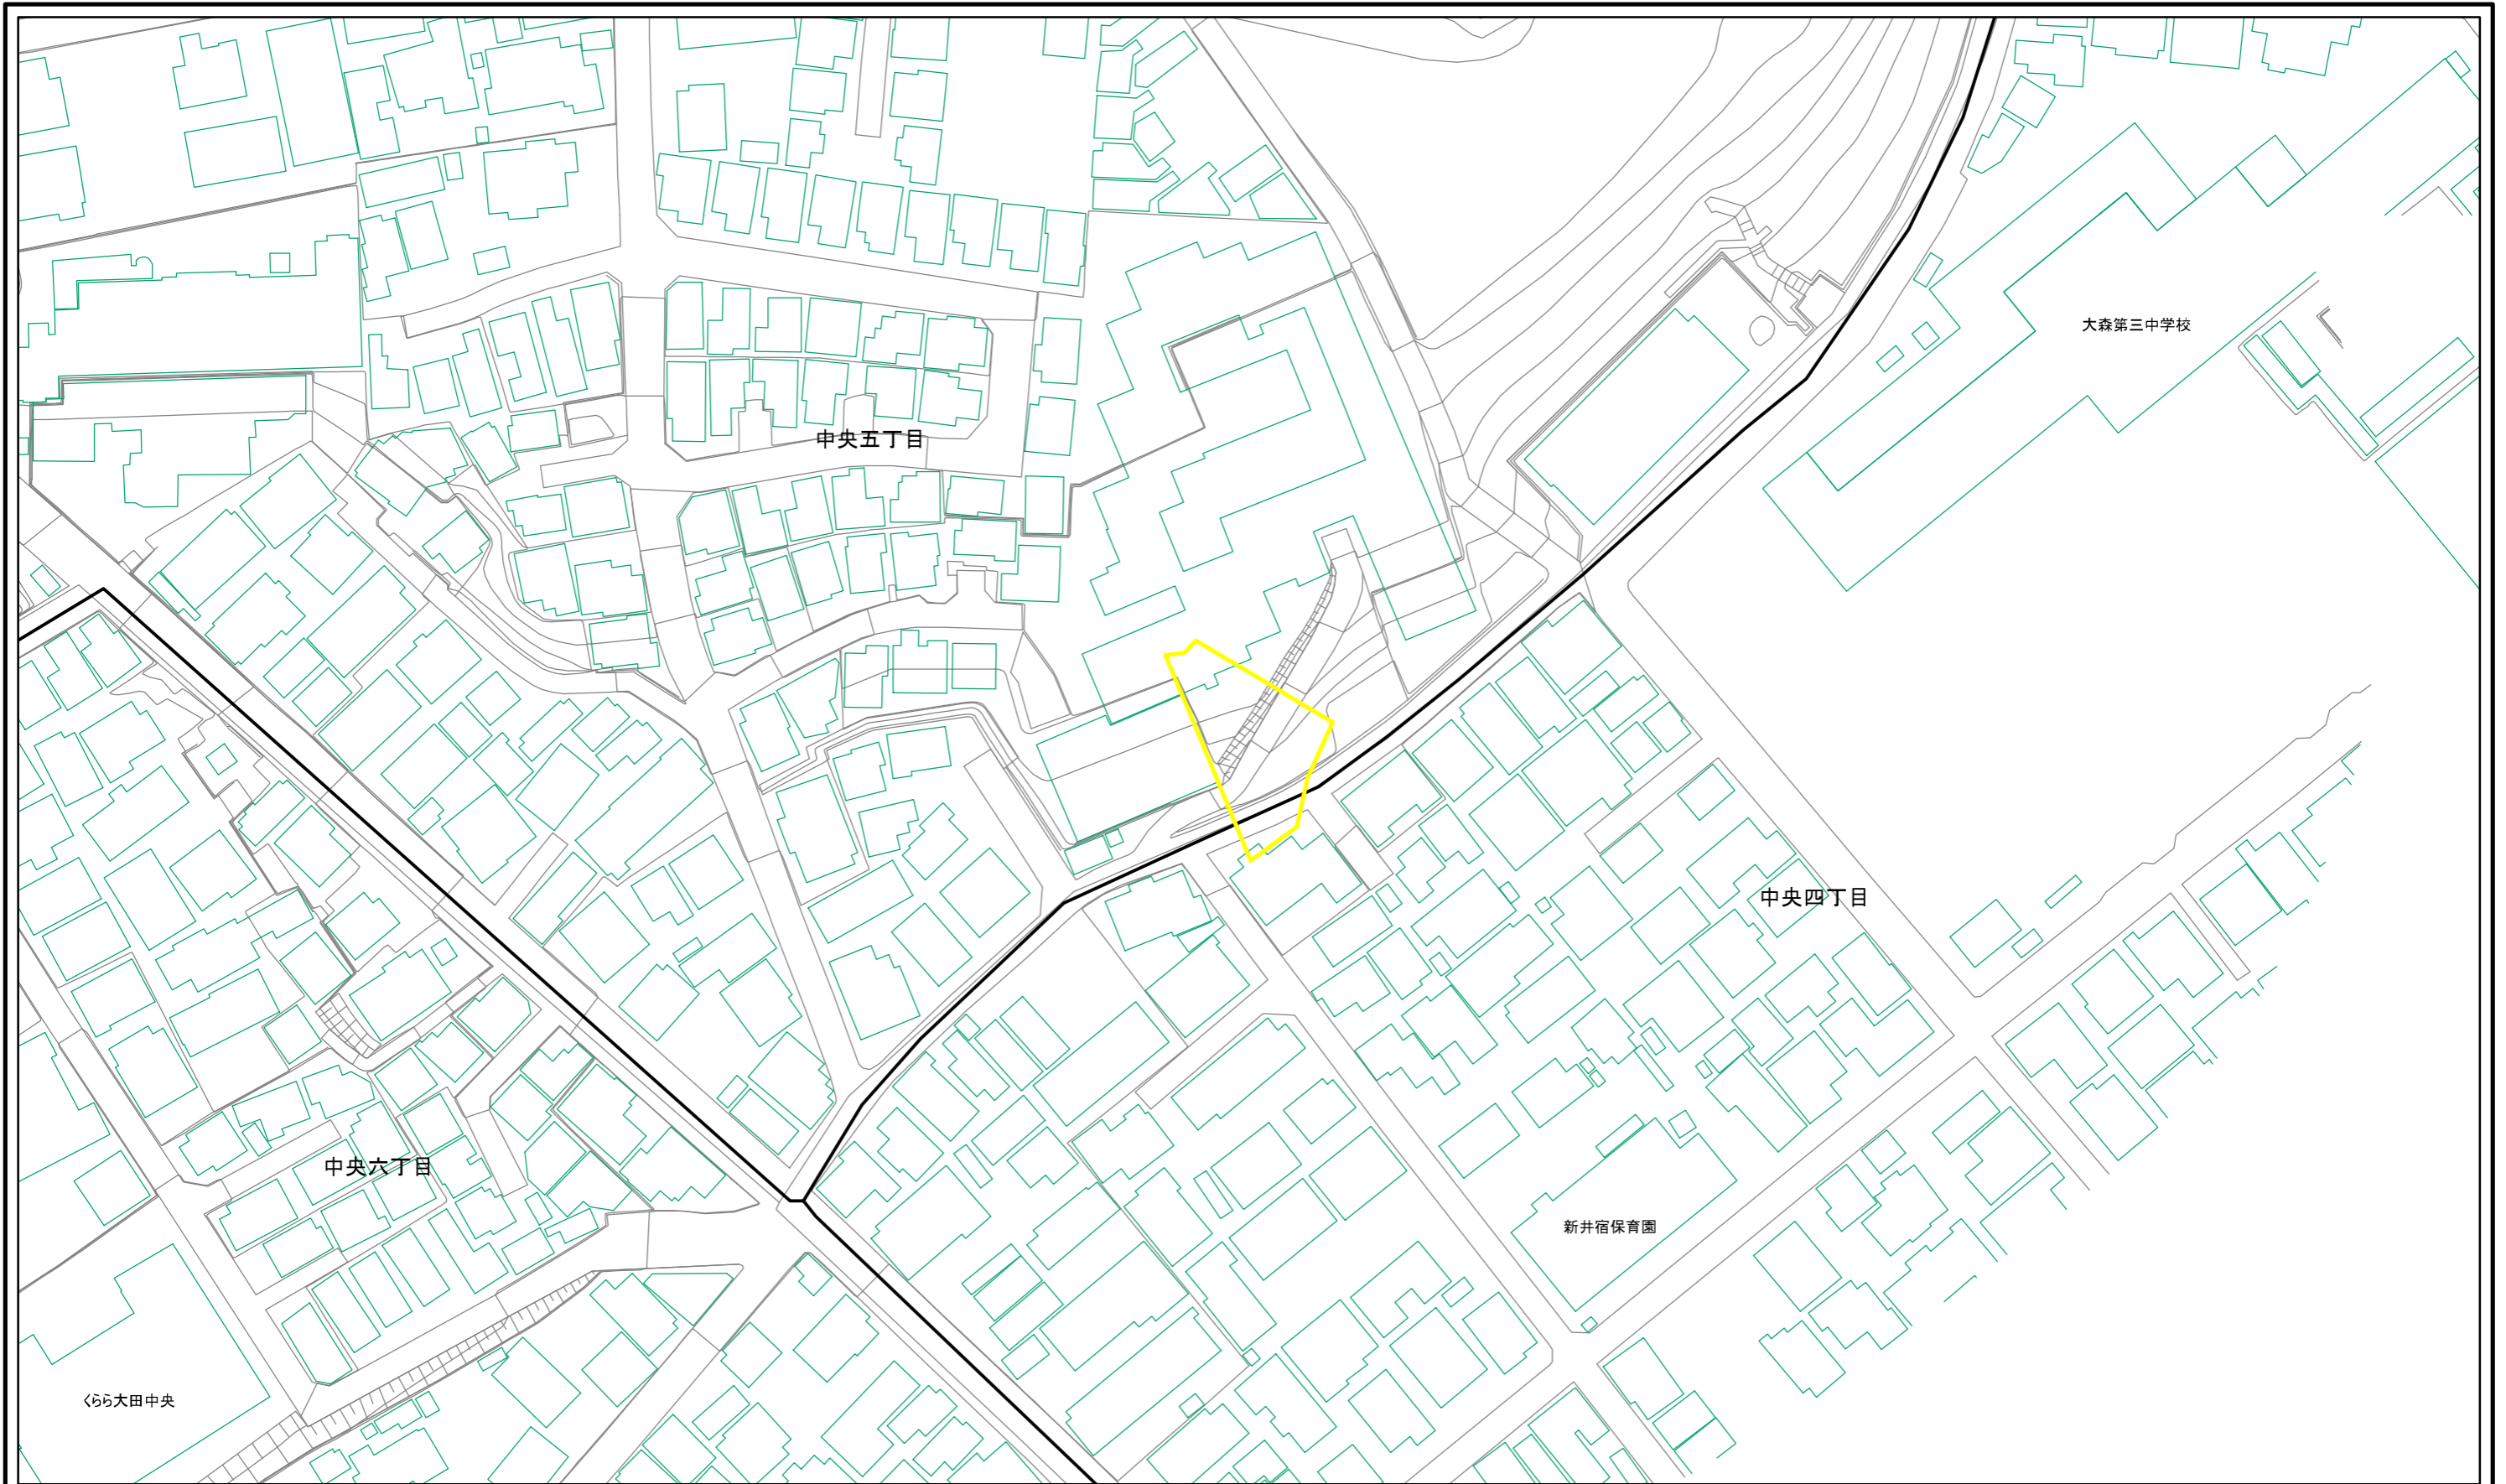 大森第三中学校
中央五丁目
中央四丁目
中央六丁目
新井宿保育園
くらら大田中央